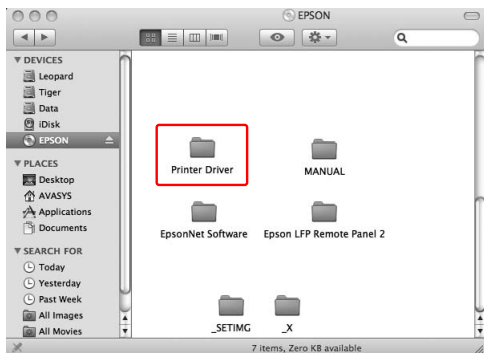 EPSON
DEVICES
Leopard
Tiger
Data
iDisk
EPSON
PLACES
Desktop
AVASYS
Applications
Documents
SEARCH FOR
Today
Yesterday
Past Week
All Images
All Movies
Printer Driver
MANUAL
EpsonNet Software
Epson LFP Remote Panel 2
_SETIMG
_X
7 items, Zero KB available